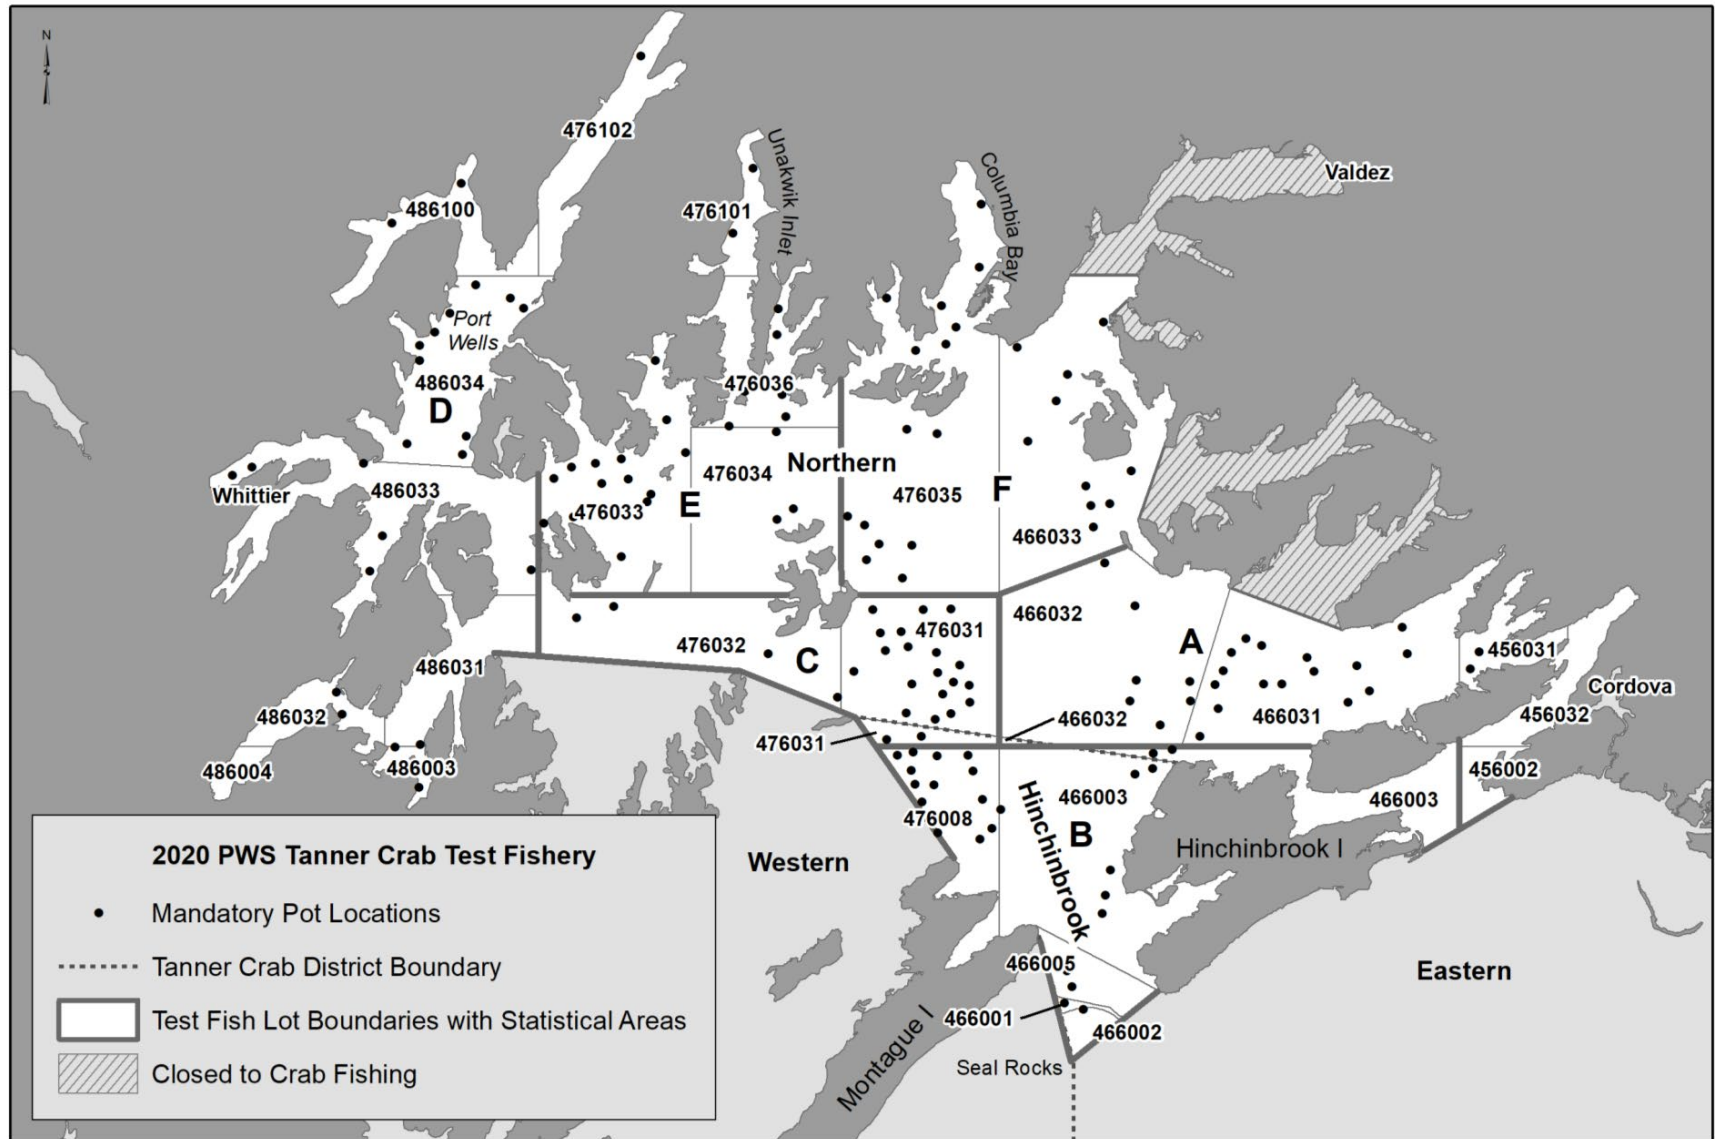 N
476102
Unakwik Inlet
Columbia Bay
Valdez
486100
476101
Port
Wells
486034
D
476036
Whittier
486033
476033
E
476034
Northern
476035
F
466033
476032
C
476031
466032
A
486031
486032
456031
Cordova
466031
456032
476031
466032
486004
486003
476008
Hinchinbrook
466003
B
466003
456002
Western
Hinchinbrook I
Eastern
466005
466001
466002
Montague I
Seal Rocks
2020 PWS Tanner Crab Test Fishery
Mandatory Pot Locations
Tanner Crab District Boundary
Test Fish Lot Boundaries with Statistical Areas
Closed to Crab Fishing